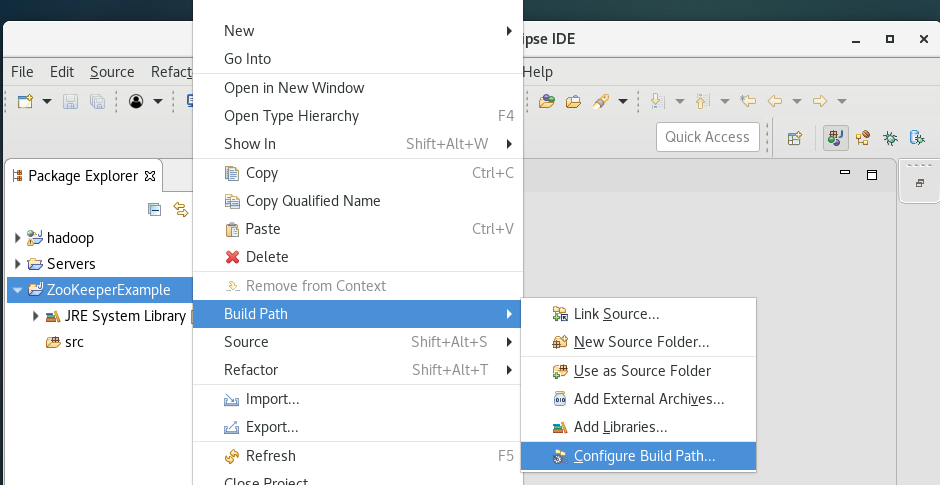 New
ipse IDE
Go Into
File Edit Source Refact Help
Open in New Window
Open Type Hierarchy F4
Quick Access
Show In Shift+Alt+W
Package Explorer
Copy Ctrl+C
Copy Qualified Name
Paste Ctrl+V
hadoop
Delete
Servers
Remove from Context
ZooKeeperExample
Build Path
JRE System Library [
Link Source...
Source Shift+Alt+S
src
New Source Folder...
Refactor Shift+Alt+T
Use as Source Folder
Import...
Add External Archives...
Export...
Add Libraries...
Refresh F5
Configure Build Path...
Close Project